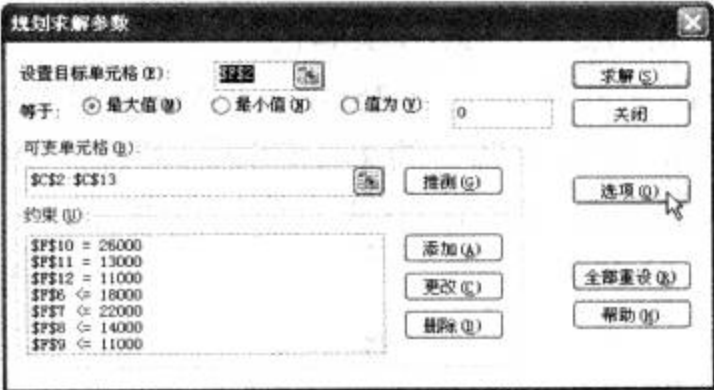 规划求解参数
设置目标单元格(E): $F$2
等于: 最大值(M) 最小值(N) 值为(V): 0
可变单元格(B):
$C$2:$C$13 推测(G)
约束(U)
$F$10 = 26000
$F$11 = 13000
$F$12 = 11000
$F$6 <= 18000
$F$7 <= 22000
$F$8 <= 14000
$F$9 <= 11000
添加(A)
更改(C)
删除(D)
求解(S)
关闭
选项(O)
全部重设(R)
帮助(H)